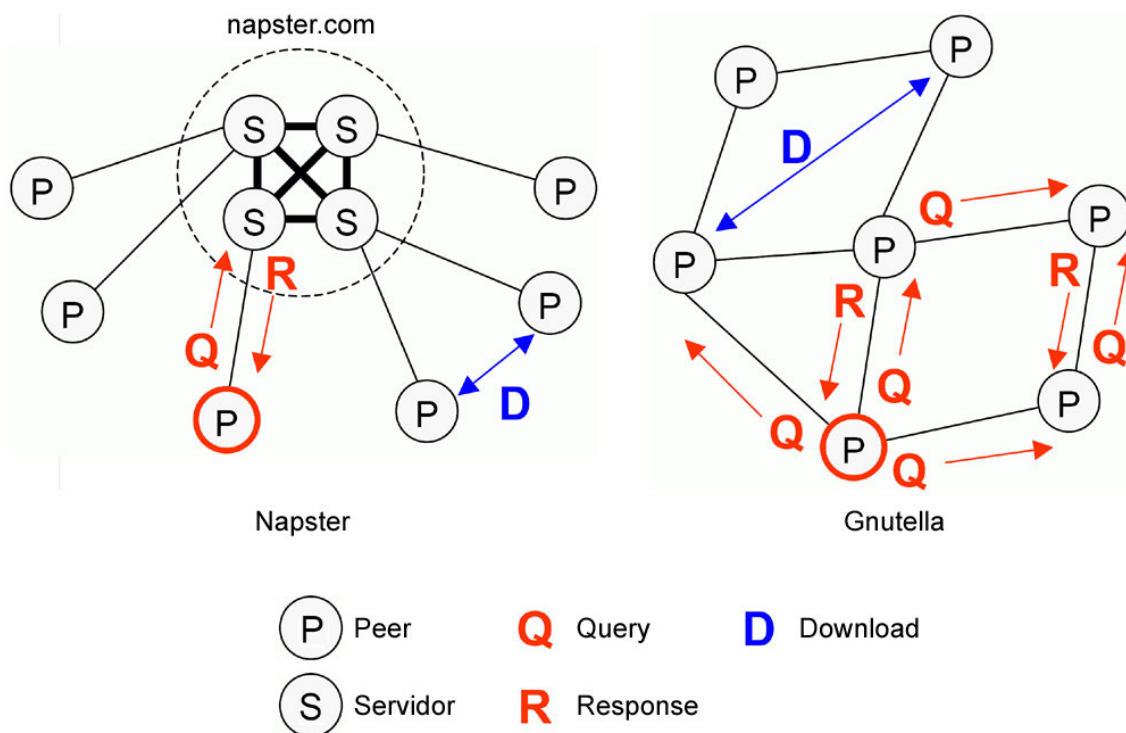 napster.com
P
S
S
P
S
S
P
P
R
Q
P
P
P
D
Napster
P
P
D
Q
P
P
P
R
R
Q
Q
P
Q
P
Q
Gnutella
P Peer
Q Query
D Download
S Servidor
R Response